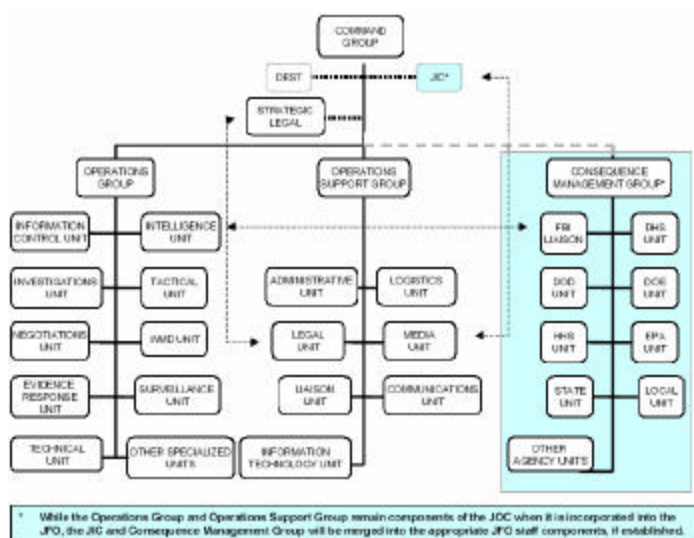 COMMAND
GROUP
DEST
JIC*
STRATEGIC
LEGAL
OPERATIONS
GROUP
OPERATIONS
SUPPORT GROUP
CONSEQUENCE
MANAGEMENT GROUP*
INFORMATION
CONTROL UNIT
INTELLIGENCE
UNIT
INVESTIGATIONS
UNIT
TACTICAL
UNIT
NEGOTIATIONS
UNIT
WMD UNIT
EVIDENCE
RESPONSE
UNIT
SURVEILLANCE
UNIT
TECHNICAL
UNIT
OTHER SPECIALIZED
UNITS
ADMINISTRATIVE
UNIT
LOGISTICS
UNIT
LEGAL
UNIT
MEDIA
UNIT
LIAISON
UNIT
COMMUNICATIONS
UNIT
INFORMATION
TECHNOLOGY UNIT
FBI
LIAISON
DHS
UNIT
DOD
UNIT
DOE
UNIT
HHS
UNIT
EPA
UNIT
STATE
UNIT
LOCAL
UNIT
OTHER
AGENCY UNITS
* While the Operations Group and Operations Support Group remain components of the JOC when it is incorporated into the
JFO, the JIC and Consequence Management Group will be merged into the appropriate JFO staff components, if established.